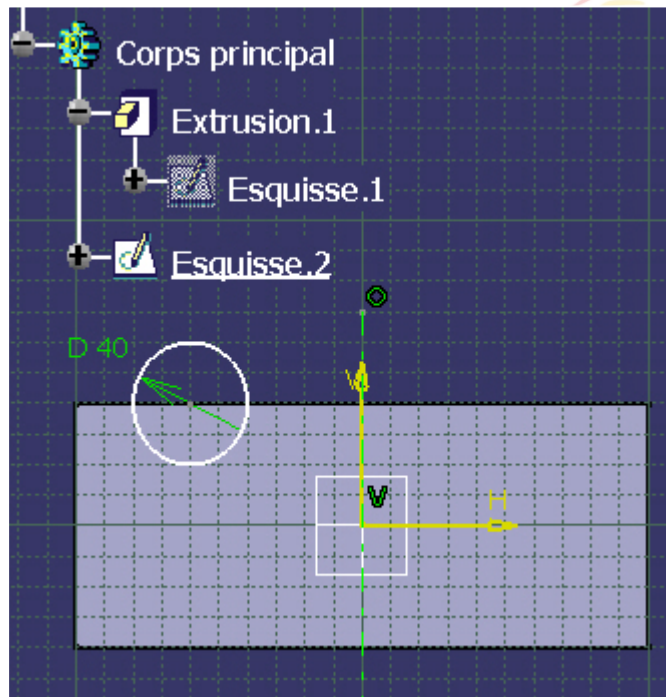 Corps principal
Extrusion.1
Esquisse.1
Esquisse.2
D 40
V
V
H